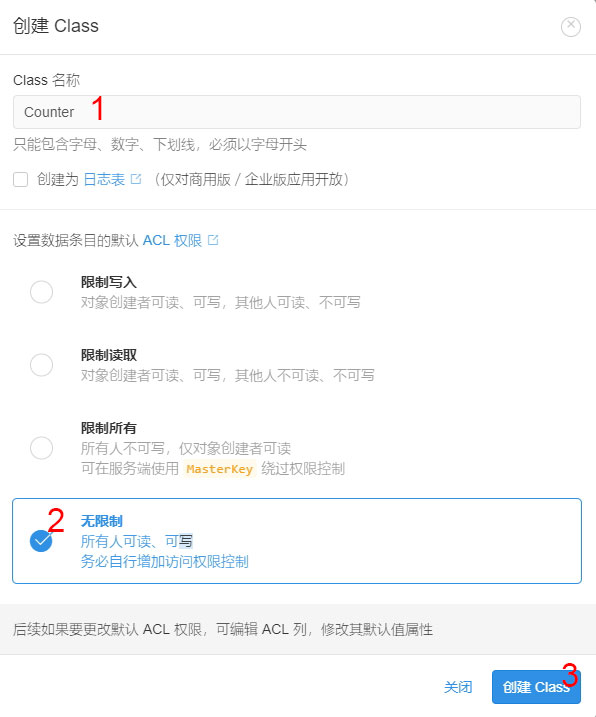 创建 Class
Class 名称
Counter 1
只能包含字母、数字、下划线，必须以字母开头
创建为 日志表 （仅对商用版 / 企业版应用开放）
设置数据条目的默认 ACL 权限
限制写入
对象创建者可读、可写，其他人可读、不可写
限制读取
对象创建者可读、可写，其他人不可读、不可写
限制所有
所有人不可写，仅对象创建者可读
可在服务端使用 MasterKey 绕过权限控制
2 无限制
所有人可读、可写
务必自行增加访问权限控制
后续如果要更改默认 ACL 权限，可编辑 ACL 列，修改其默认值属性
关闭 创建 Class 3